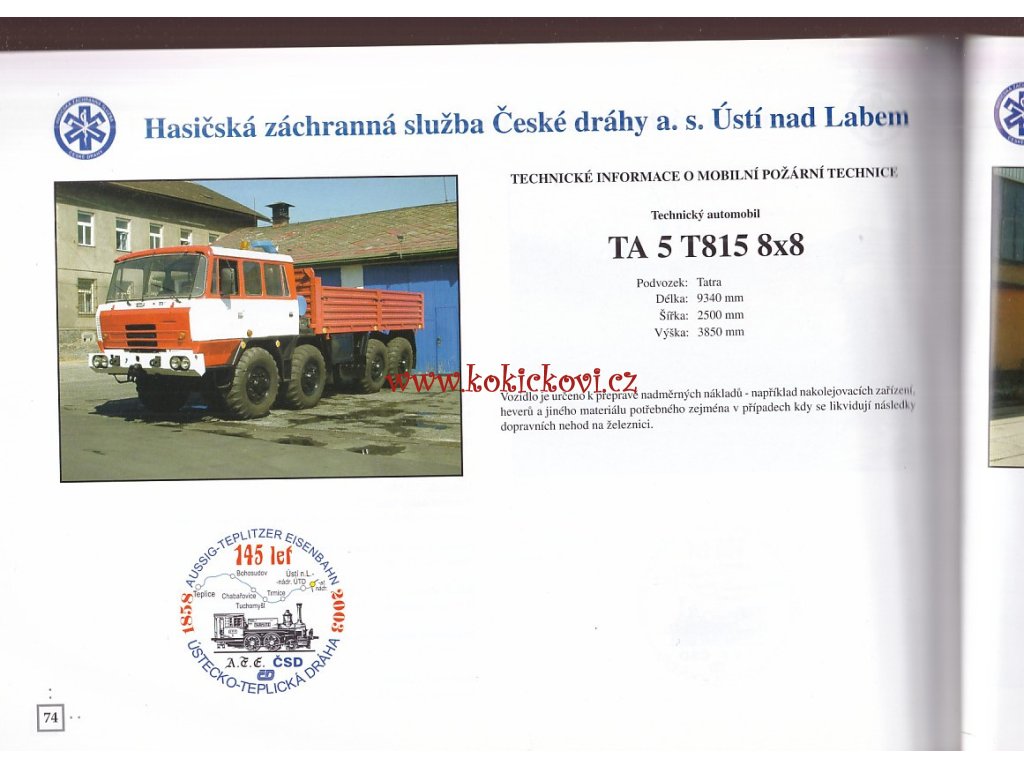 Hasičská záchranná služba České dráhy a. s. Ústí nad Labem
TECHNICKÉ INFORMACE O MOBILNÍ POŽÁRNÍ TECHNICE
Technický automobil
TA 5 T815 8x8
Podvozek: Tatra
Délka: 9340 mm
Šířka: 2500 mm
Výška: 3850 mm
www.kokickovi.cz
Vozidlo je určeno k přepravě nadměrných nákladů - například nakolejovacích zařízení,
heverů a jiného materiálu potřebného zejména v případech kdy se likvidují následky
dopravních nehod na železnici.
AUSSIG-TEPLITZER EISENBAHN
145 let
1858
2003
Bohosudov
Ústí n.L.-
-nádr. ÚTD
Teplice
Chabařovice
Trmice
Tuchomyšl
A.T.E. ČSD
ČD
ÚSTECKO-TEPLICKÁ DRÁHA
74